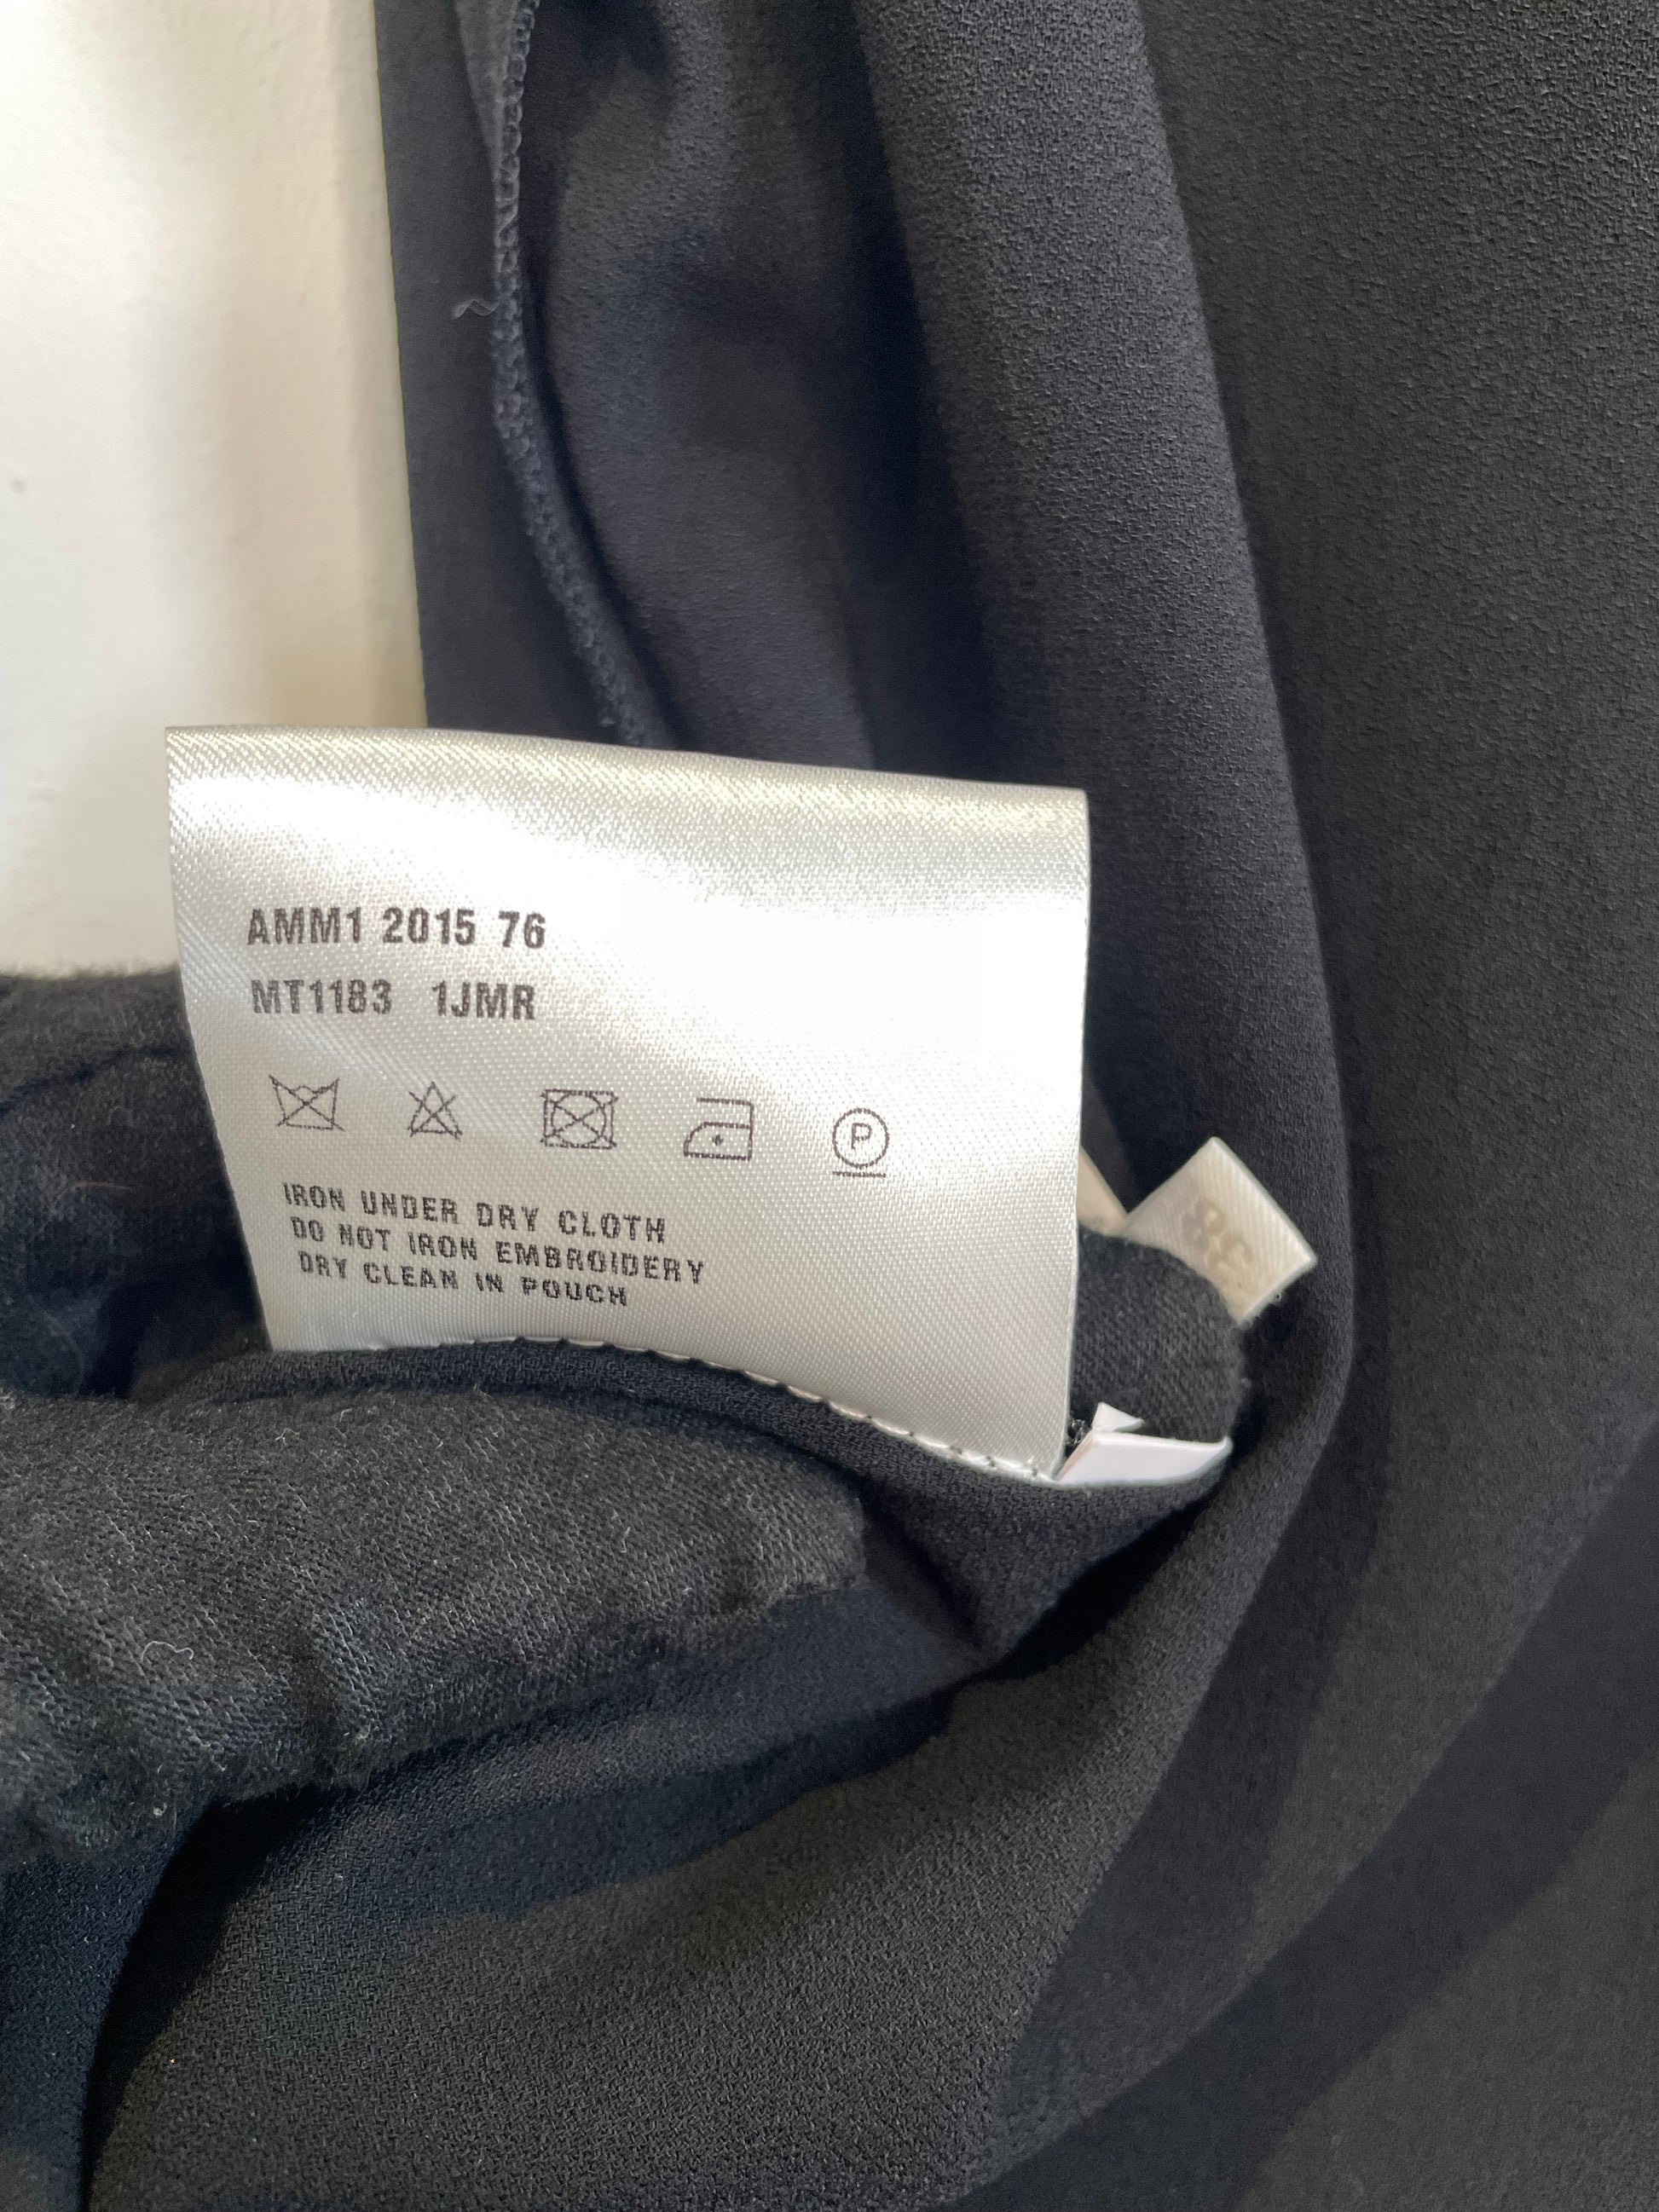 AMM1 2015 76
MT1183 1JMR
P
IRON UNDER DRY CLOTH
DO NOT IRON EMBROIDERY
DRY CLEAN IN POUCH